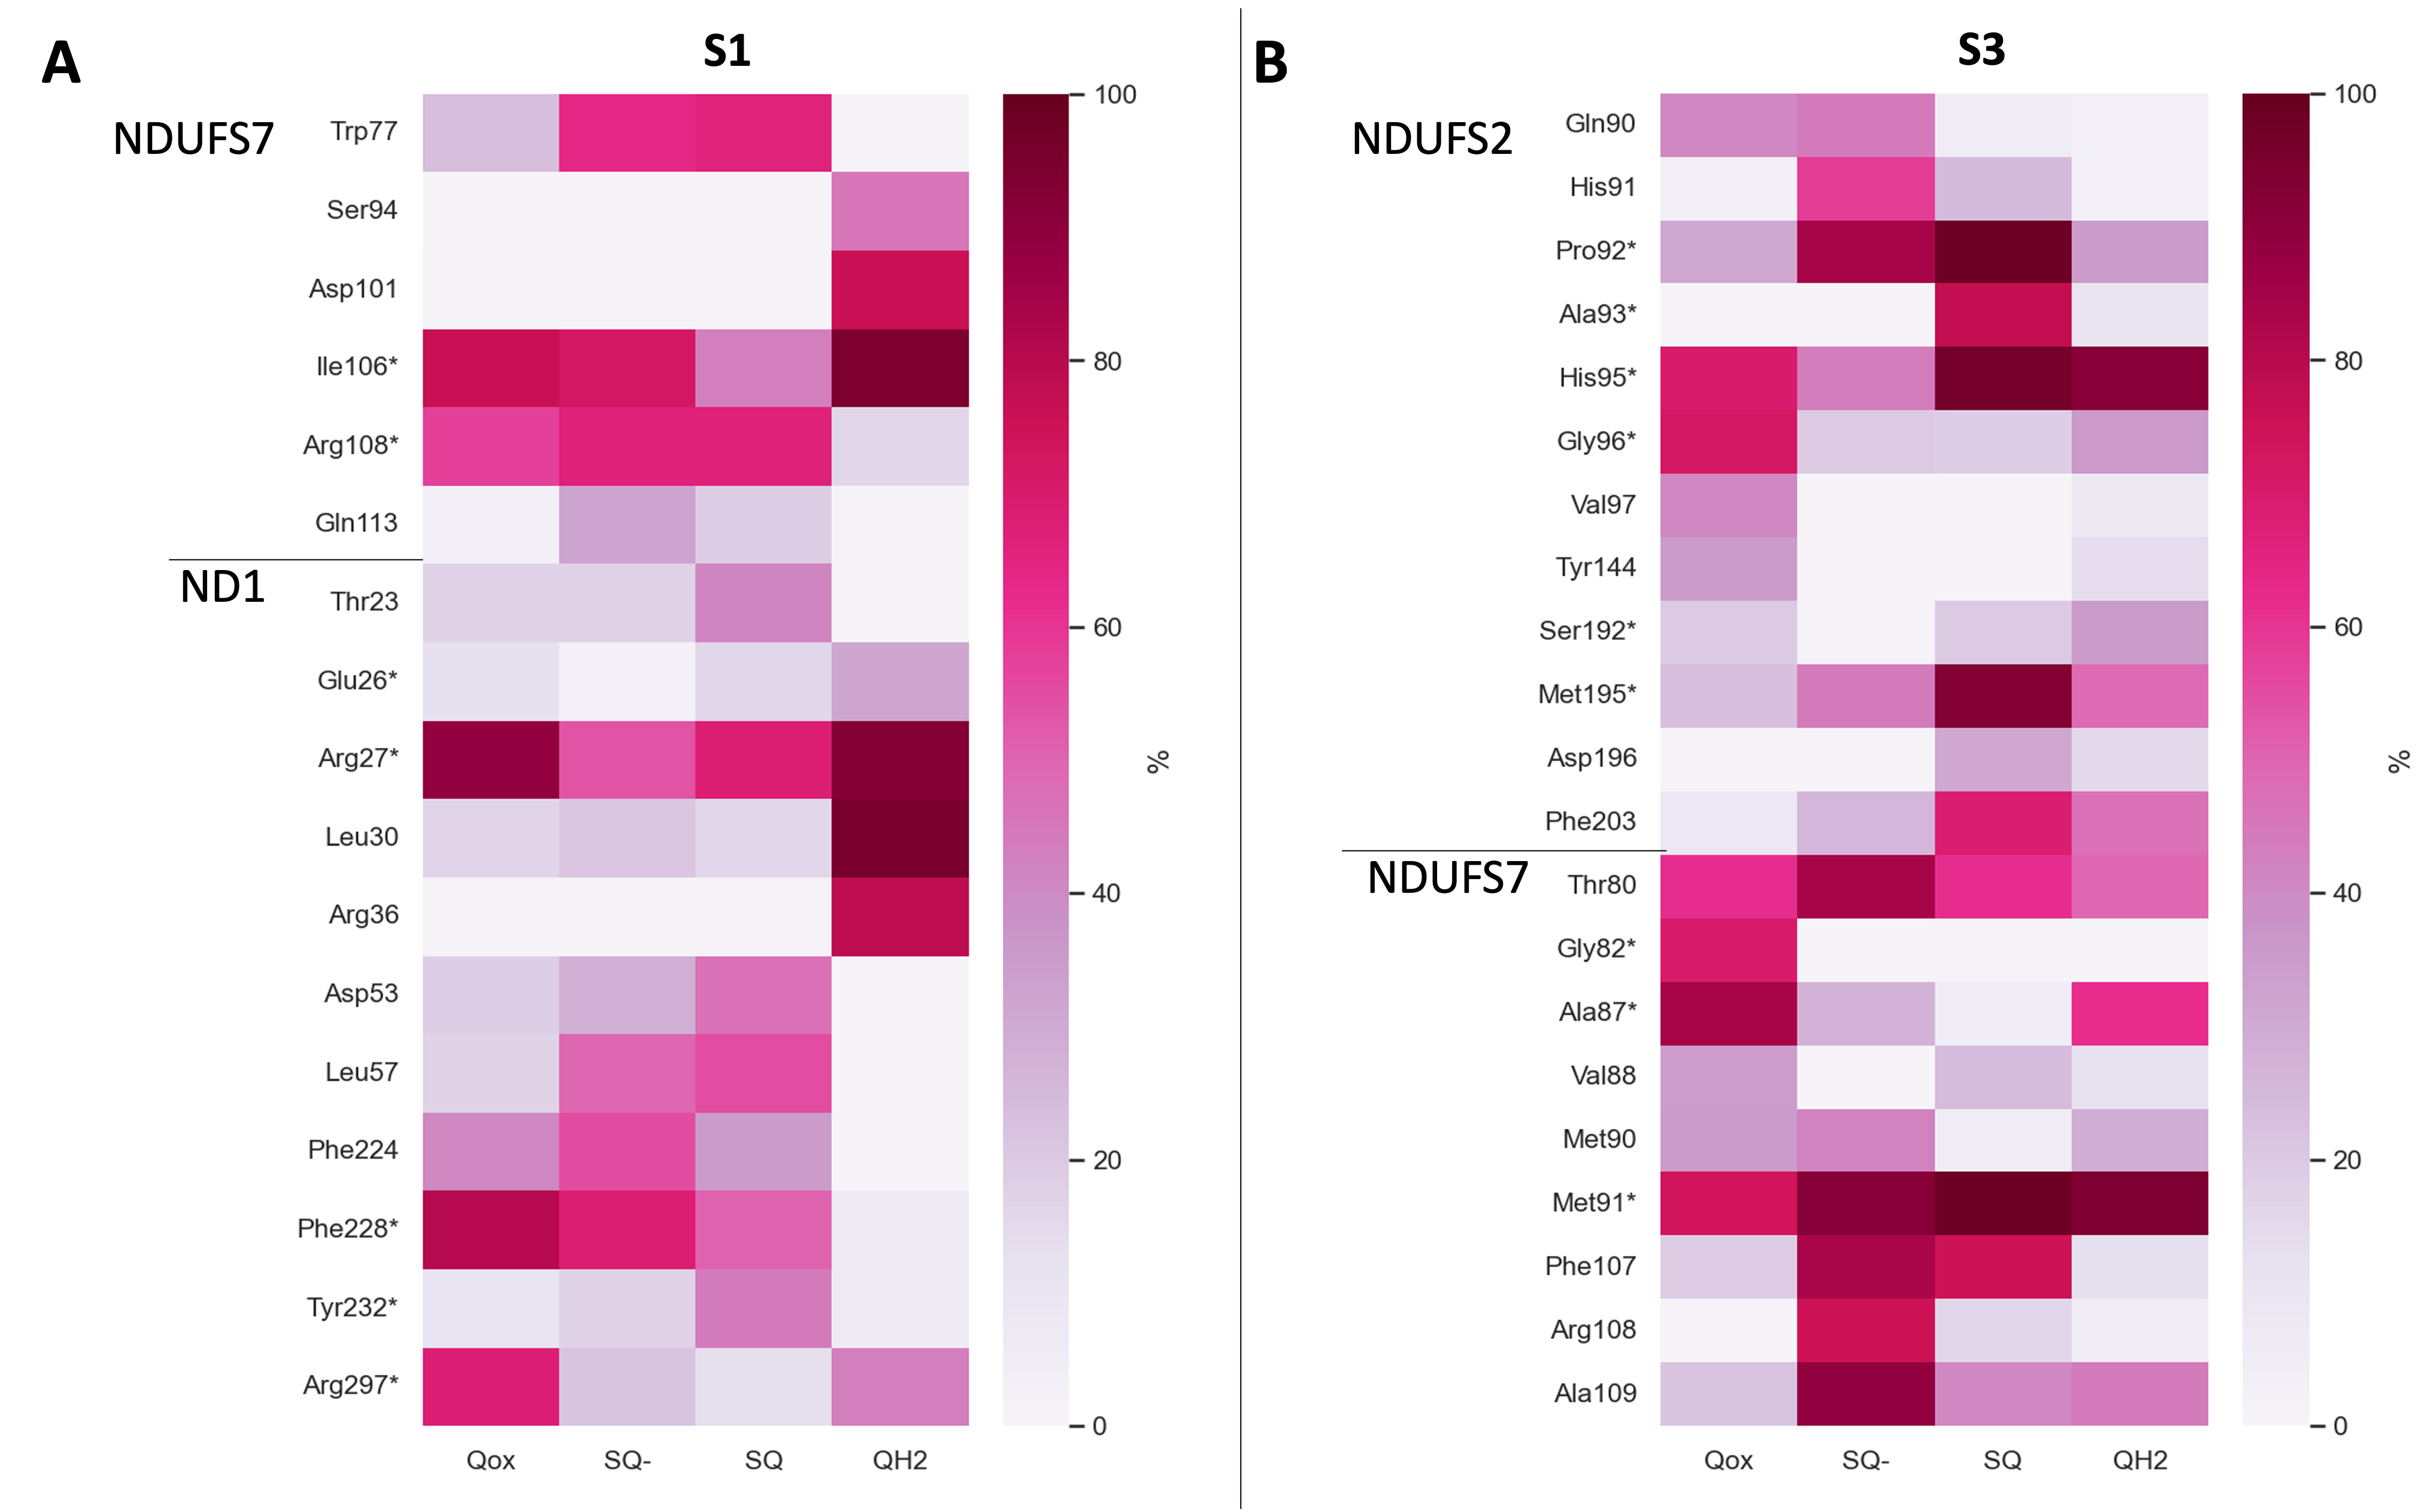 A
S1
NDUFS7
Trp77
Ser94
Asp101
Ile106*
Arg108*
Gln113
ND1
Thr23
Glu26*
Arg27*
Leu30
Arg36
Asp53
Leu57
Phe224
Phe228*
Tyr232*
Arg297*
Qox SQ- SQ QH2
100
80
60
40
20
0
%
B
S3
NDUFS2
Gln90
His91
Pro92*
Ala93*
His95*
Gly96*
Val97
Tyr144
Ser192*
Met195*
Asp196
Phe203
NDUFS7
Thr80
Gly82*
Ala87*
Val88
Met90
Met91*
Phe107
Arg108
Ala109
Qox SQ- SQ QH2
100
80
60
40
20
0
%